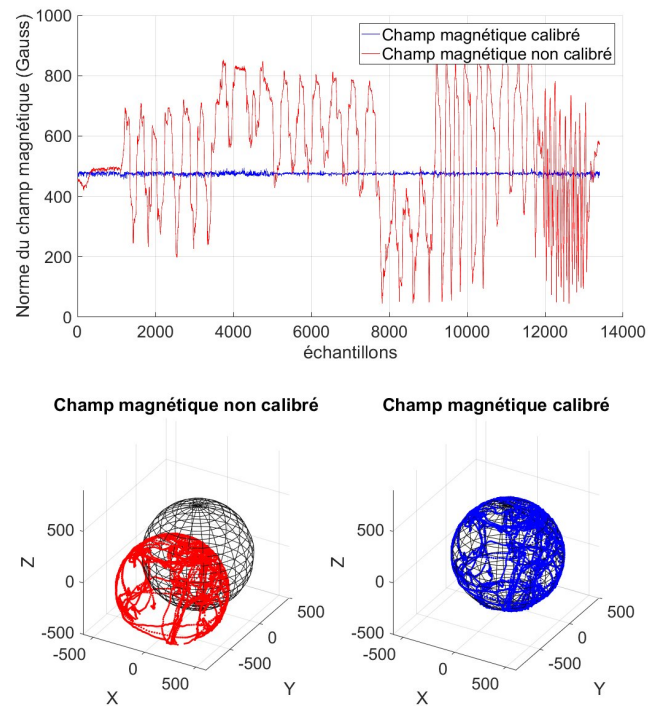 1000
800
600
400
200
0
Norme du champ magnétique (Gauss)
Champ magnétique calibré
Champ magnétique non calibré
0
2000
4000
6000
8000
10000
12000
14000
échantillons
Champ magnétique non calibré
500
0
-500
Z
-500
0
500
X
500
0
-500
Y
Champ magnétique calibré
500
0
-500
Z
-500
0
500
X
500
0
-500
Y